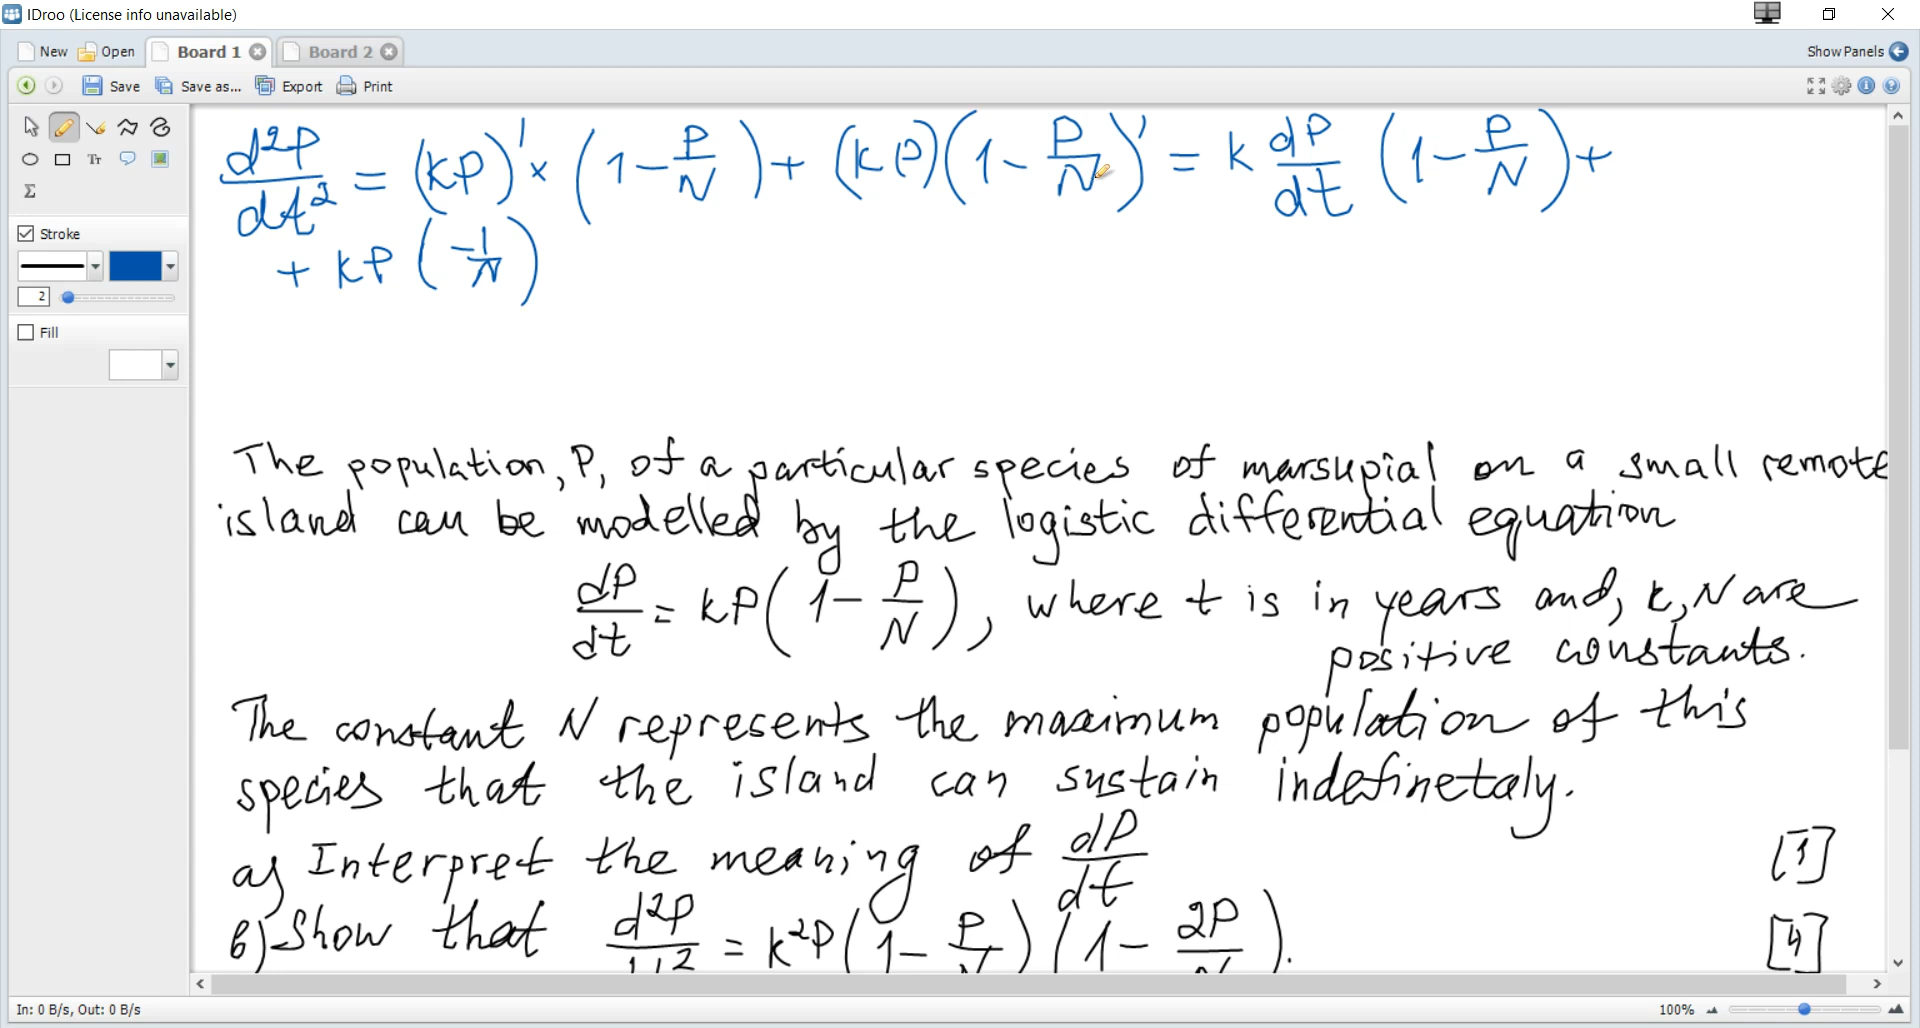 IDroo (License info unavailable)
New Open Board 1 Board 2 Show Panels
Save Save as... Export Print
d²P/dt² = (kP)' × (1 - P/N) + (kP)(1 - P/N)' = k dP/dt (1 - P/N) +
+ kP (-1/N)
Tt
Σ
Stroke
2
Fill
The population, P, of a particular species of marsupial on a small remote
island can be modelled by the logistic differential equation
dP/dt = kP(1 - P/N), where t is in years and, k, N are
positive constants.
The constant N represents the maximum population of this
species that the island can sustain indefinetaly.
a) Interpret the meaning of dP/dt [1]
b) Show that d²P/dt² = k²P(1 - P/N)(1 - 2P/N). [4]
In: 0 B/s, Out: 0 B/s 100%